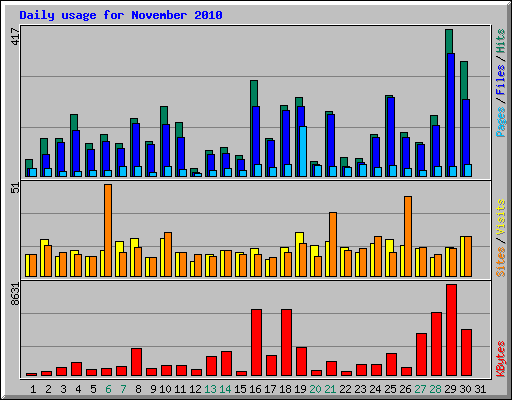 Daily usage for November 2010
417
Pages / Files / Hits
51
Sites / Visits
8631
KBytes
1 2 3 4 5 6 7 8 9 10 11 12 13 14 15 16 17 18 19 20 21 22 23 24 25 26 27 28 29 30 31